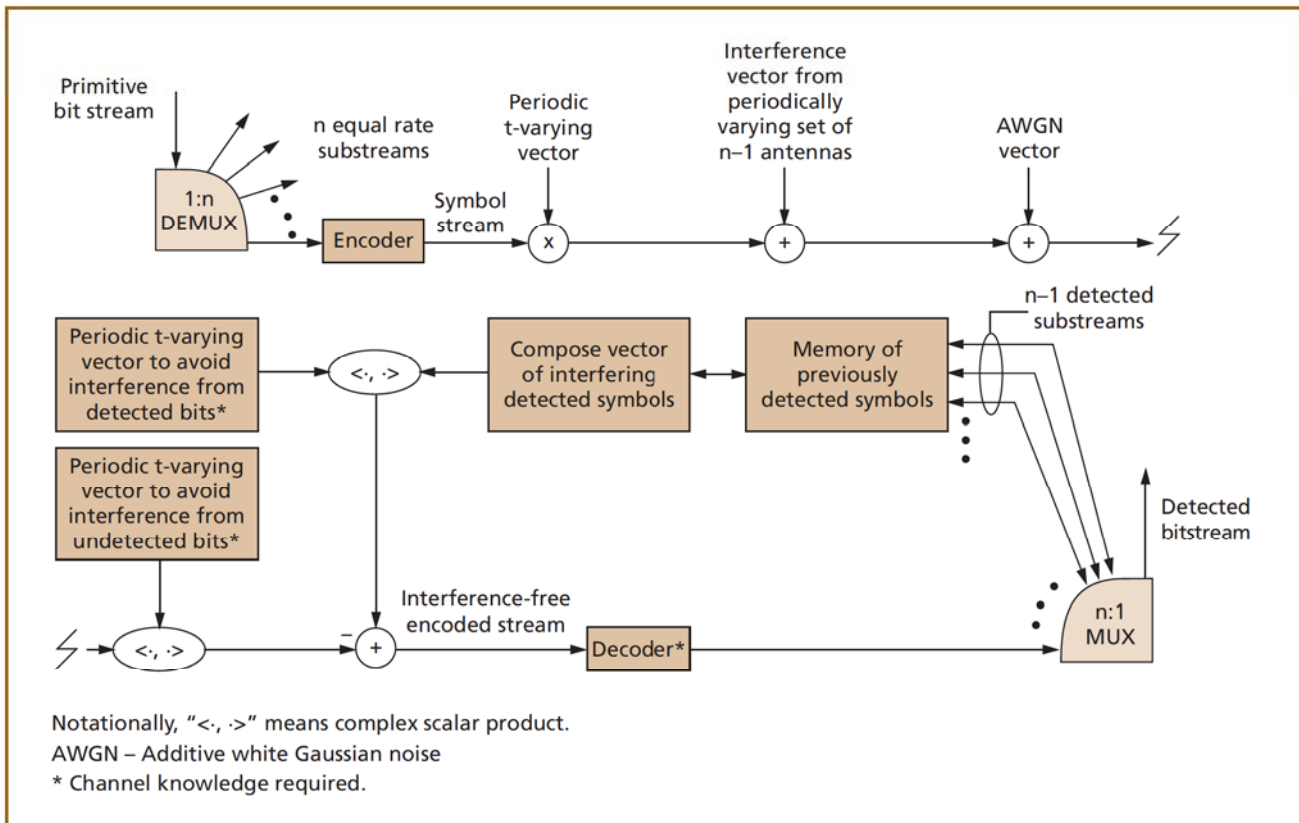 Primitive
bit stream
n equal rate
substreams
Periodic
t-varying
vector
Interference
vector from
periodically
varying set of
n–1 antennas
AWGN
vector
1:n
DEMUX
Encoder
Symbol
stream
x
+
+
n–1 detected
substreams
Periodic t-varying
vector to avoid
interference from
detected bits*
<·, ·>
Compose vector
of interfering
detected symbols
Memory of
previously
detected symbols
Periodic t-varying
vector to avoid
interference from
undetected bits*
Detected
bitstream
<·, ·>
–
+
Interference-free
encoded stream
Decoder*
n:1
MUX
Notationally, “<·, ·>” means complex scalar product.
AWGN – Additive white Gaussian noise
* Channel knowledge required.